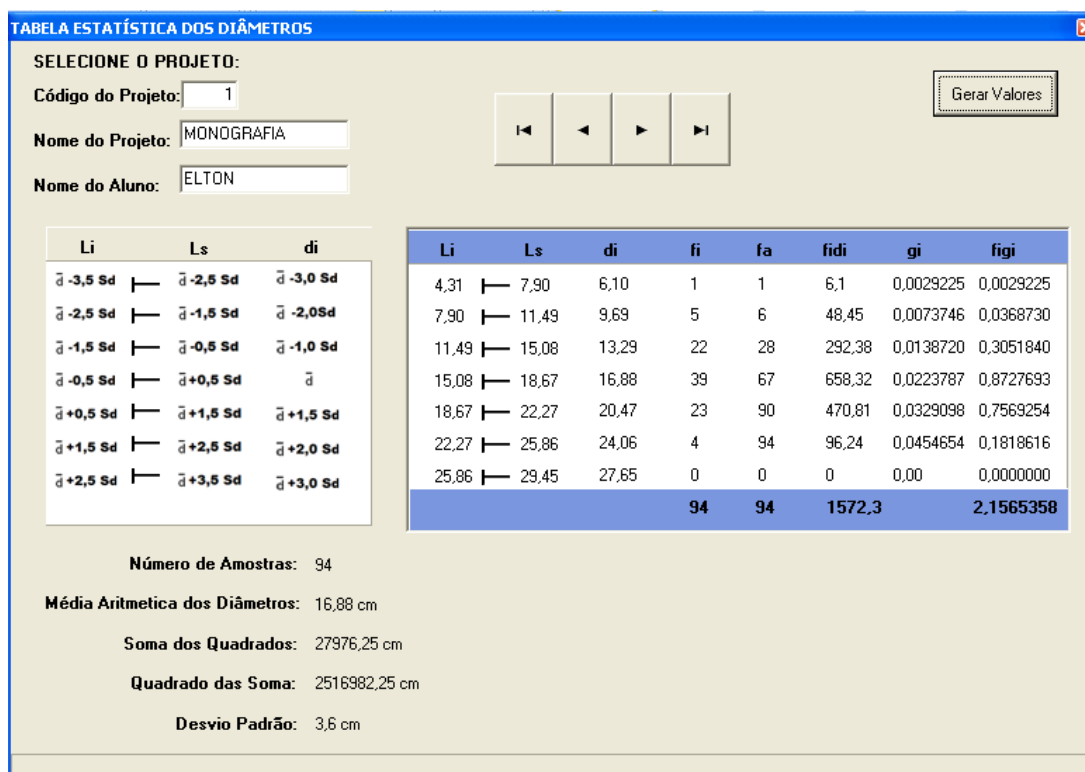 TABELA ESTATÍSTICA DOS DIÂMETROS
SELECIONE O PROJETO:
Código do Projeto: 1
Gerar Valores
Nome do Projeto: MONOGRAFIA
Nome do Aluno: ELTON
Li Ls di
d̄ -3,5 Sd d̄ -2,5 Sd d̄ -3,0 Sd
d̄ -2,5 Sd d̄ -1,5 Sd d̄ -2,0Sd
d̄ -1,5 Sd d̄ -0,5 Sd d̄ -1,0 Sd
d̄ -0,5 Sd d̄+0,5 Sd d̄
d̄+0,5 Sd d̄+1,5 Sd d̄+1,5 Sd
d̄+1,5 Sd d̄+2,5 Sd d̄+2,0 Sd
d̄+2,5 Sd d̄+3,5 Sd d̄+3,0 Sd
Li Ls di fi fa fidi gi figi
4,31 7,90 6,10 1 1 6,1 0,0029225 0,0029225
7,90 11,49 9,69 5 6 48,45 0,0073746 0,0368730
11,49 15,08 13,29 22 28 292,38 0,0138720 0,3051840
15,08 18,67 16,88 39 67 658,32 0,0223787 0,8727693
18,67 22,27 20,47 23 90 470,81 0,0329098 0,7569254
22,27 25,86 24,06 4 94 96,24 0,0454654 0,1818616
25,86 29,45 27,65 0 0 0 0,00 0,0000000
94 94 1572,3 2,1565358
Número de Amostras: 94
Média Aritmetica dos Diâmetros: 16,88 cm
Soma dos Quadrados: 27976,25 cm
Quadrado das Soma: 2516982,25 cm
Desvio Padrão: 3,6 cm